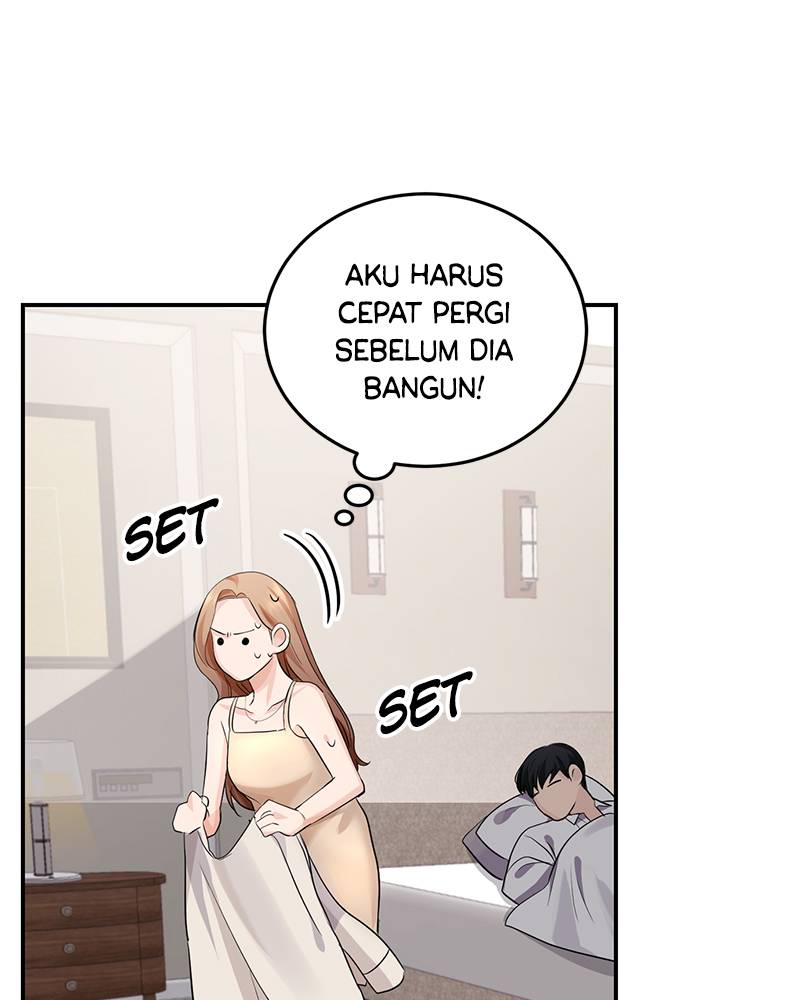 AKU HARUS
CEPAT PERGI
SEBELUM DIA
BANGUN!
SET
SET